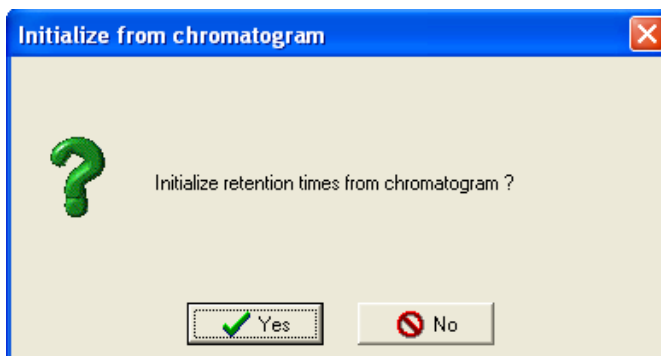 Initialize from chromatogram
Initialize retention times from chromatogram ?
Yes
No